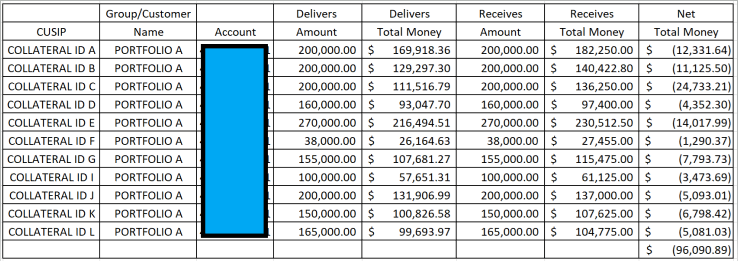 Group/Customer Delivers Delivers Receives Receives Net
CUSIP Name Account Amount Total Money Amount Total Money Total Money
COLLATERAL ID A PORTFOLIO A 200,000.00 $ 169,918.36 200,000.00 $ 182,250.00 $ (12,331.64)
COLLATERAL ID B PORTFOLIO A 200,000.00 $ 129,297.30 200,000.00 $ 140,422.80 $ (11,125.50)
COLLATERAL ID C PORTFOLIO A 200,000.00 $ 111,516.79 200,000.00 $ 136,250.00 $ (24,733.21)
COLLATERAL ID D PORTFOLIO A 160,000.00 $ 93,047.70 160,000.00 $ 97,400.00 $ (4,352.30)
COLLATERAL ID E PORTFOLIO A 270,000.00 $ 216,494.51 270,000.00 $ 230,512.50 $ (14,017.99)
COLLATERAL ID F PORTFOLIO A 38,000.00 $ 26,164.63 38,000.00 $ 27,455.00 $ (1,290.37)
COLLATERAL ID G PORTFOLIO A 155,000.00 $ 107,681.27 155,000.00 $ 115,475.00 $ (7,793.73)
COLLATERAL ID I PORTFOLIO A 100,000.00 $ 57,651.31 100,000.00 $ 61,125.00 $ (3,473.69)
COLLATERAL ID J PORTFOLIO A 200,000.00 $ 131,906.99 200,000.00 $ 137,000.00 $ (5,093.01)
COLLATERAL ID K PORTFOLIO A 150,000.00 $ 100,826.58 150,000.00 $ 107,625.00 $ (6,798.42)
COLLATERAL ID L PORTFOLIO A 165,000.00 $ 99,693.97 165,000.00 $ 104,775.00 $ (5,081.03)
$ (96,090.89)